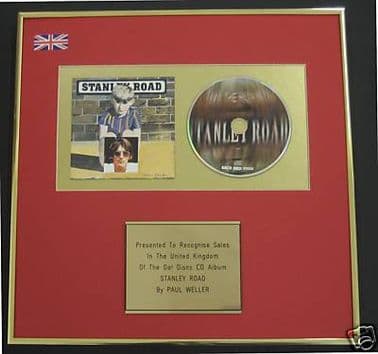 STANLEY ROAD
STANLEY ROAD
Presented To Recognise Sales
In The United Kingdom
Of The Go! Discs CD Album
STANLEY ROAD
By PAUL WELLER